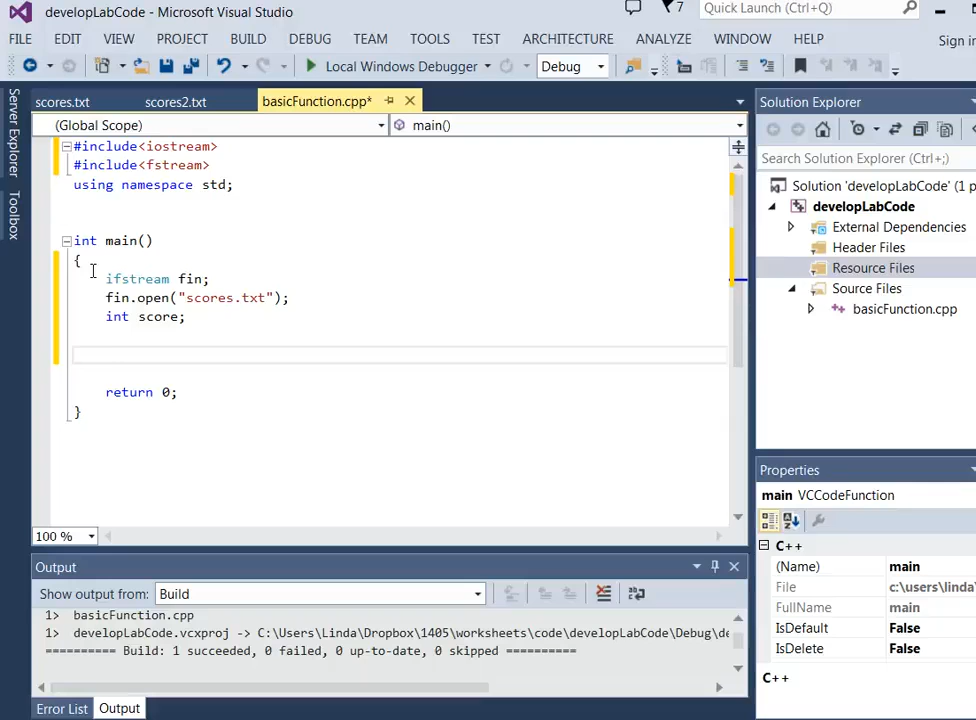 developLabCode - Microsoft Visual Studio
7
Quick Launch (Ctrl+Q)
FILE EDIT VIEW PROJECT BUILD DEBUG TEAM TOOLS TEST ARCHITECTURE ANALYZE WINDOW HELP
Sign in
Local Windows Debugger
Debug
Server Explorer
Toolbox
scores.txt scores2.txt basicFunction.cpp*
(Global Scope) main()
#include<iostream>
#include<fstream>
using namespace std;
int main()
{
ifstream fin;
fin.open("scores.txt");
int score;
return 0;
}
100 %
Solution Explorer
Search Solution Explorer (Ctrl+;)
Solution 'developLabCode' (1 p
developLabCode
External Dependencies
Header Files
Resource Files
Source Files
basicFunction.cpp
Properties
main VCCodeFunction
C++
(Name) main
File c:\users\linda
FullName main
IsDefault False
IsDelete False
C++
Output
Show output from: Build
1> basicFunction.cpp
1> developLabCode.vcxproj -> C:\Users\Linda\Dropbox\1405\worksheets\code\developLabCode\Debug\de
========== Build: 1 succeeded, 0 failed, 0 up-to-date, 0 skipped ==========
Error List Output